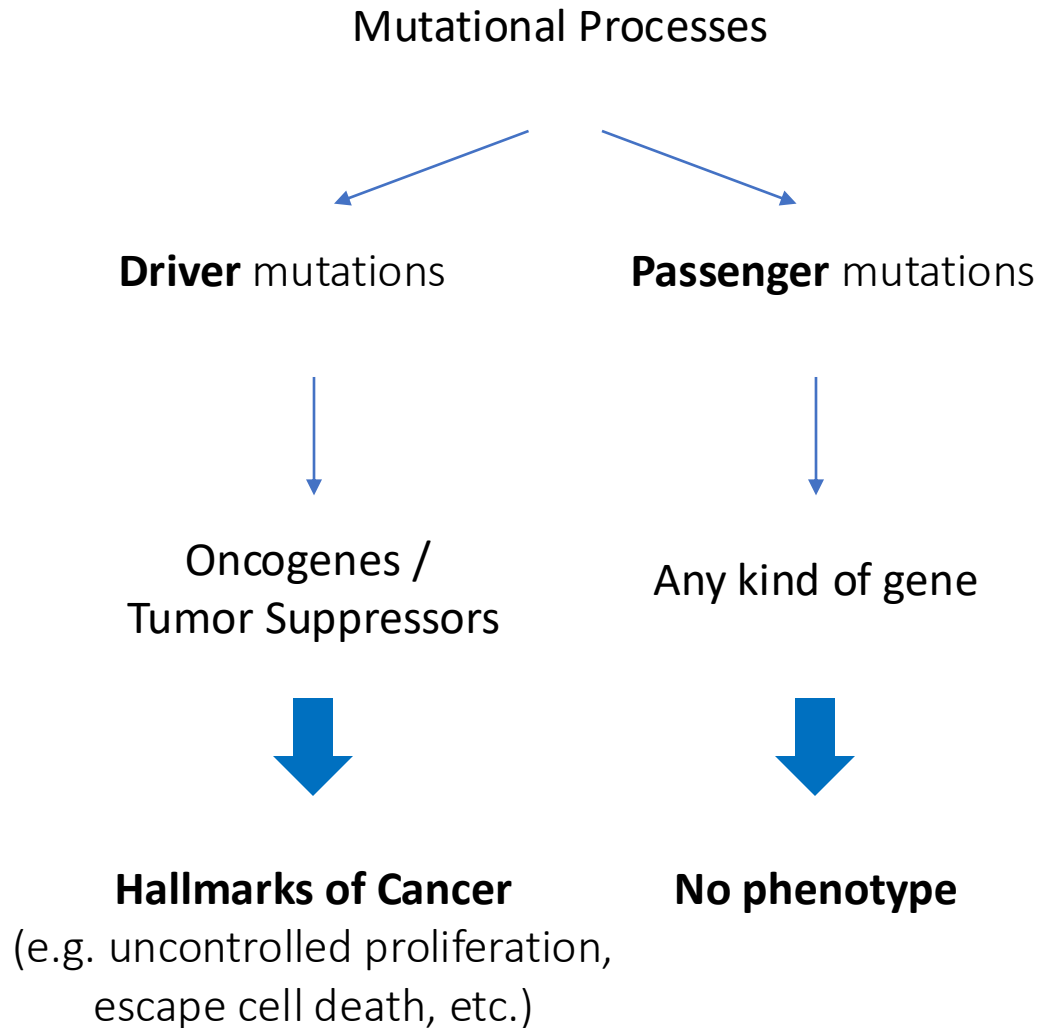 Mutational Processes
Driver mutations
Passenger mutations
Oncogenes /
Tumor Suppressors
Any kind of gene
Hallmarks of Cancer
(e.g. uncontrolled proliferation,
escape cell death, etc.)
No phenotype